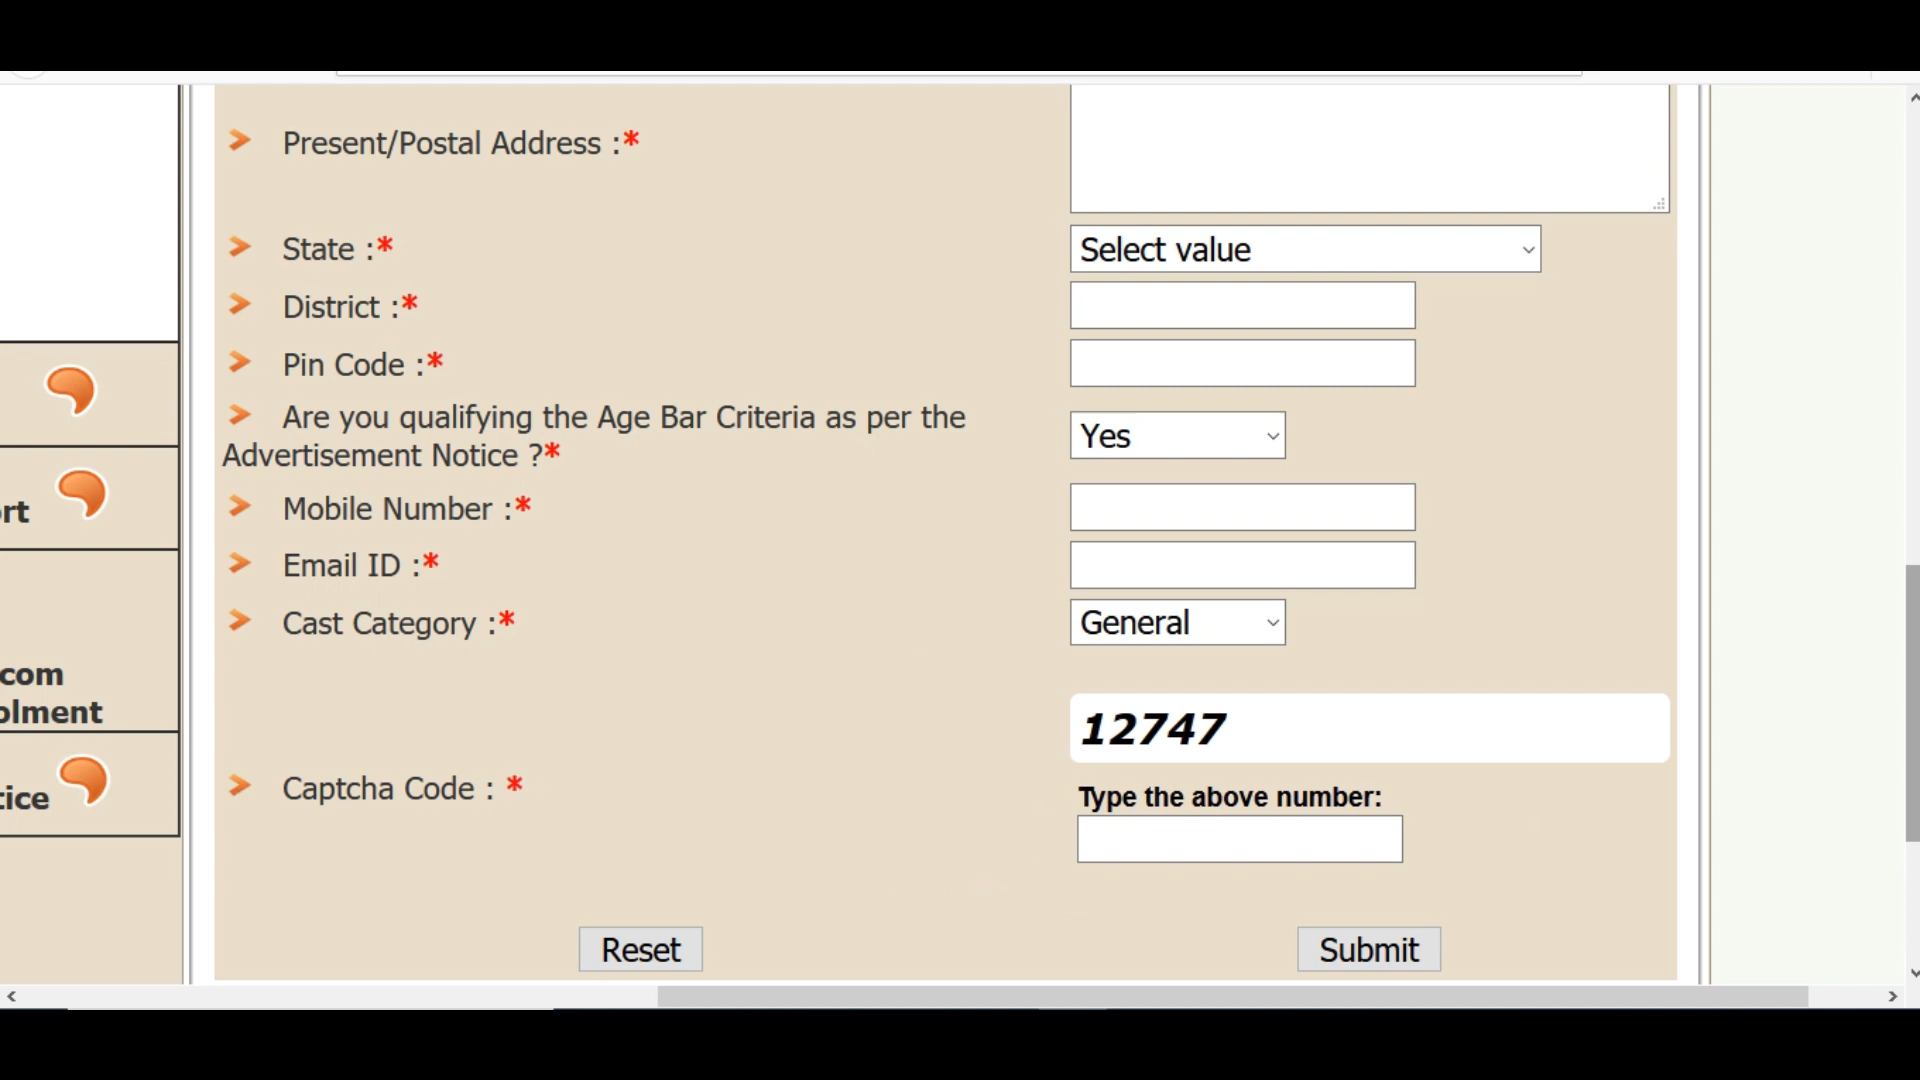 Present/Postal Address :*
State :*
Select value
District :*
Pin Code :*
Are you qualifying the Age Bar Criteria as per the
Advertisement Notice ?*
Yes
Mobile Number :*
Email ID :*
Cast Category :*
General
12747
Captcha Code : *
Type the above number:
Reset
Submit
ort
com
olment
tice